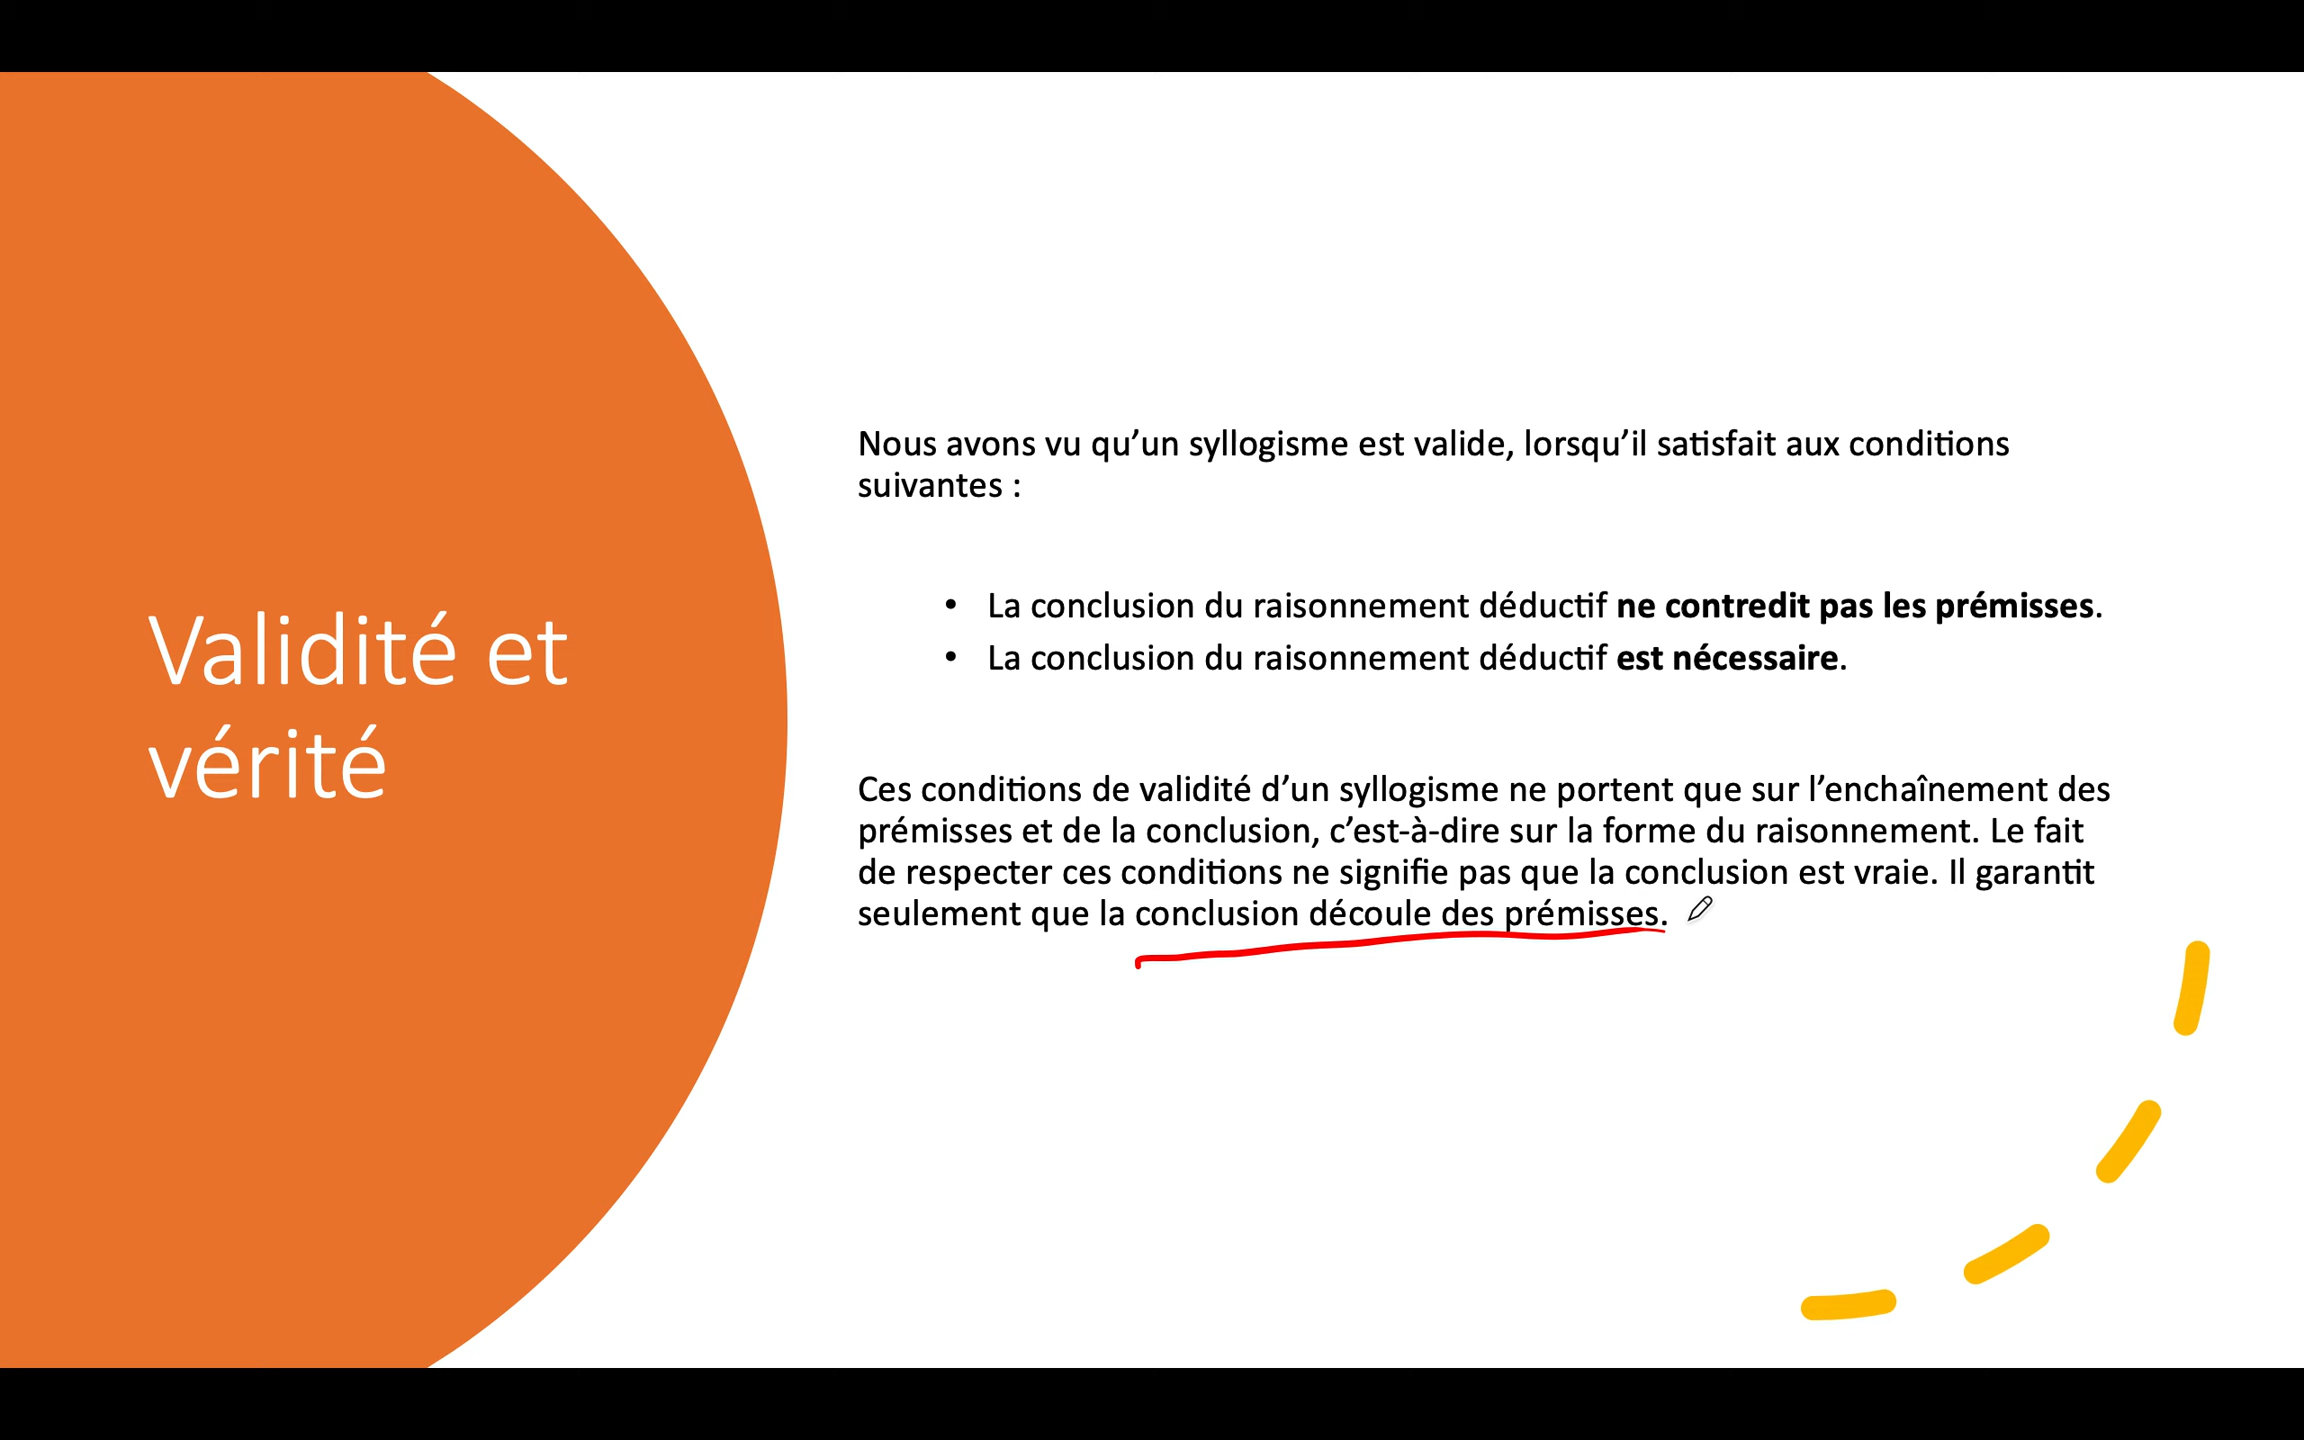 Validité et
vérité
Nous avons vu qu’un syllogisme est valide, lorsqu’il satisfait aux conditions
suivantes :
• La conclusion du raisonnement déductif ne contredit pas les prémisses.
• La conclusion du raisonnement déductif est nécessaire.
Ces conditions de validité d’un syllogisme ne portent que sur l’enchaînement des
prémisses et de la conclusion, c’est-à-dire sur la forme du raisonnement. Le fait
de respecter ces conditions ne signifie pas que la conclusion est vraie. Il garantit
seulement que la conclusion découle des prémisses.